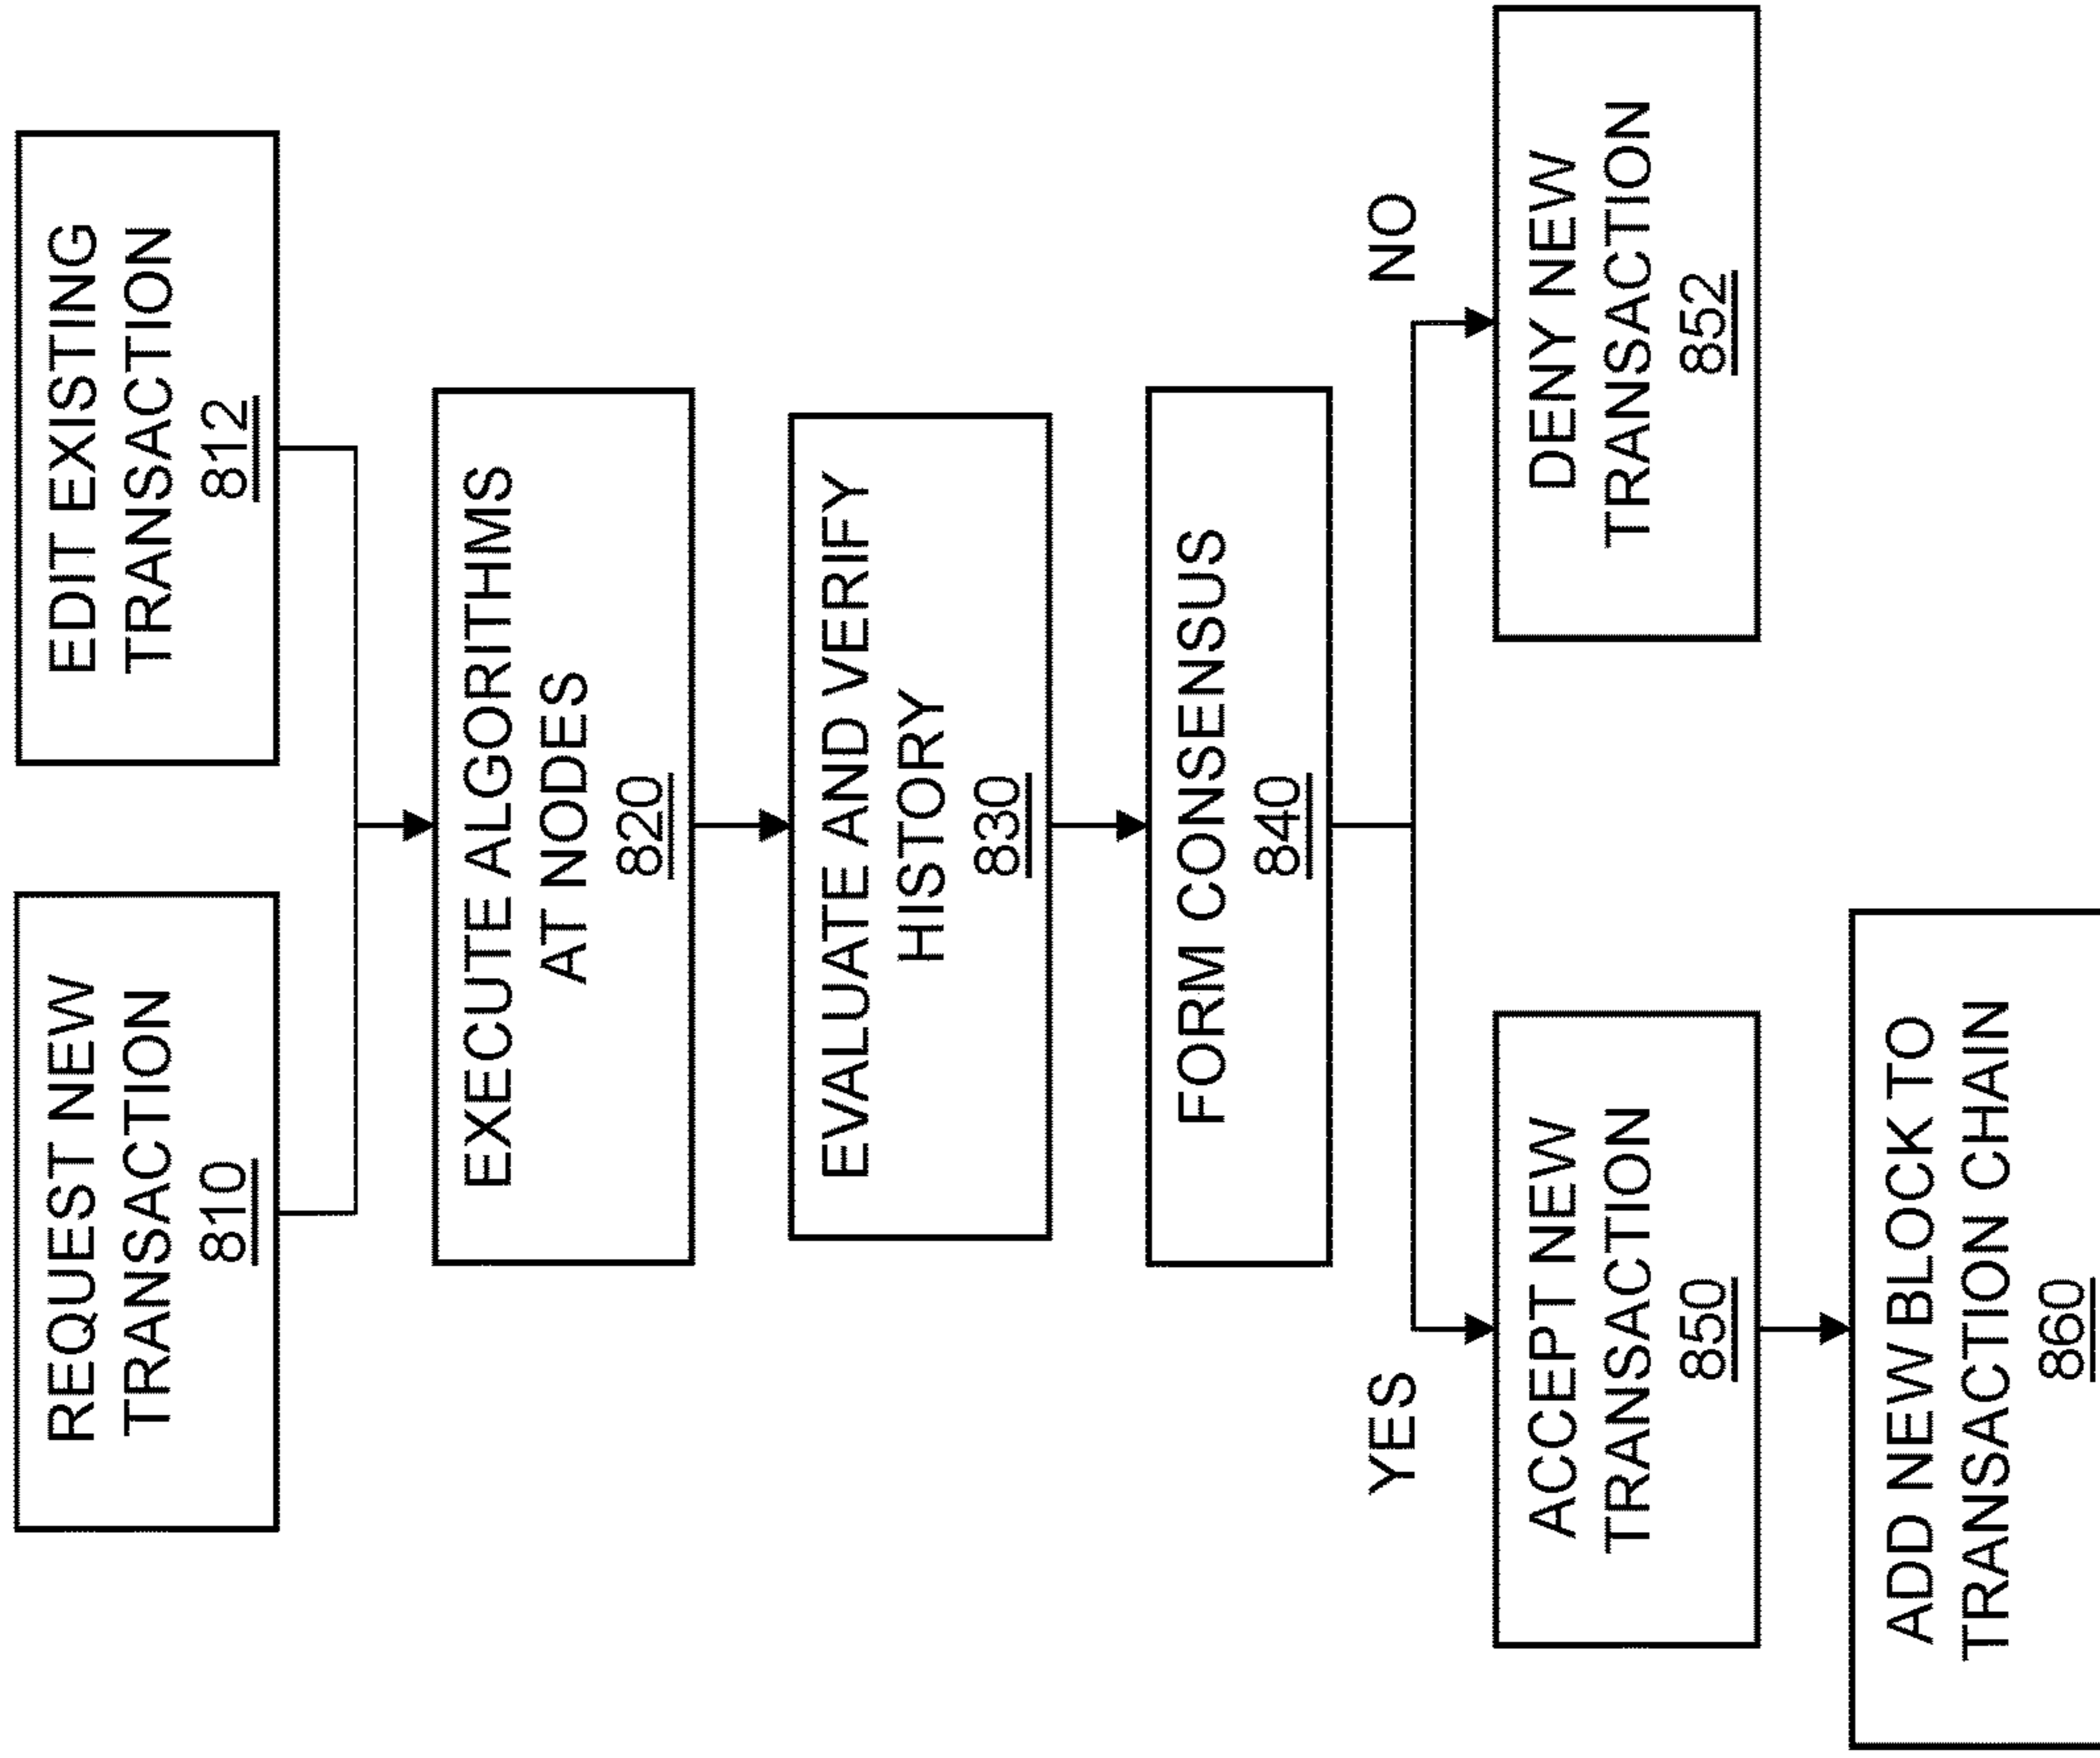 REQUEST NEW
TRANSACTION
810
EDIT EXISTING
TRANSACTION
812
EXECUTE ALGORITHMS
AT NODES
820
EVALUATE AND VERIFY
HISTORY
830
FORM CONSENSUS
840
YES
NO
ACCEPT NEW
TRANSACTION
850
DENY NEW
TRANSACTION
852
ADD NEW BLOCK TO
TRANSACTION CHAIN
860